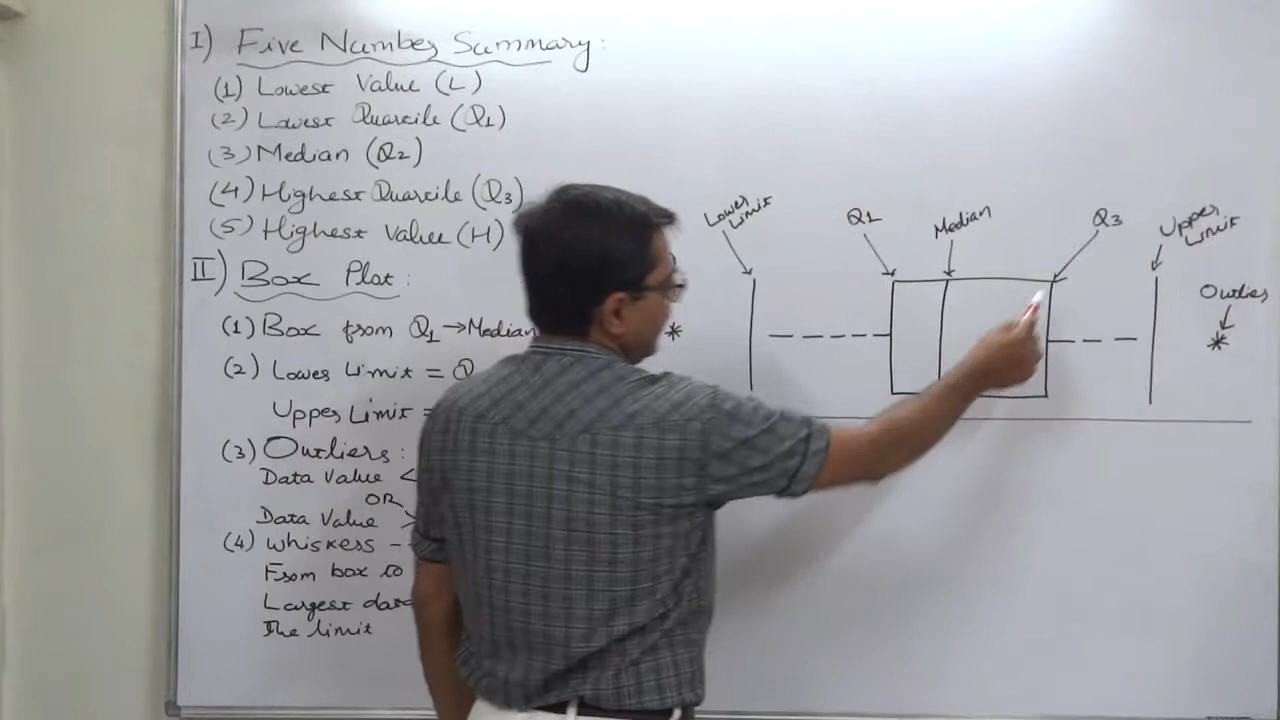 I) Five Number Summary:
(1) Lowest Value (L)
(2) Lowest Quartile (Q1)
(3) Median (Q2)
(4) Highest Quartile (Q3)
(5) Highest Value (H)
II) Box Plot:
(1) Box from Q1 → Median
(2) Lower Limit = Q
Upper Limit =
(3) Outliers:
Data Value <
OR
Data Value >
(4) Whiskers --
From box to
Largest data
The limit
Lower
Limit
Q1
Median
Q3
Upper
Limit
Outlier
*
*